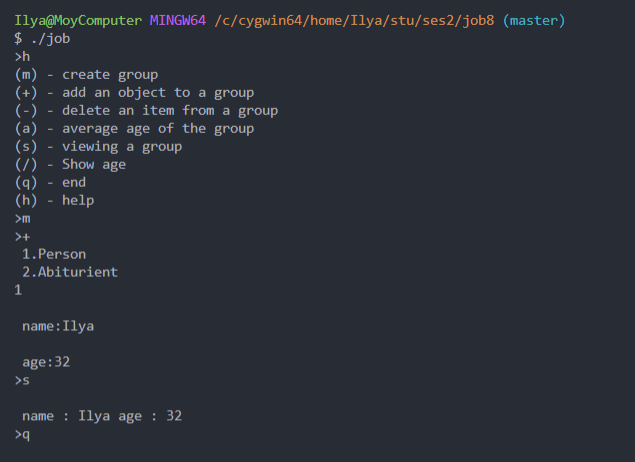 Ilya@MoyComputer MINGW64 /c/cygwin64/home/Ilya/stu/ses2/job8 (master)
$ ./job
>h
(m) - create group
(+) - add an object to a group
(-) - delete an item from a group
(a) - average age of the group
(s) - viewing a group
(/) - Show age
(q) - end
(h) - help
>m
>+
1.Person
2.Abiturient
1
name:Ilya
age:32
>s
name : Ilya age : 32
>q